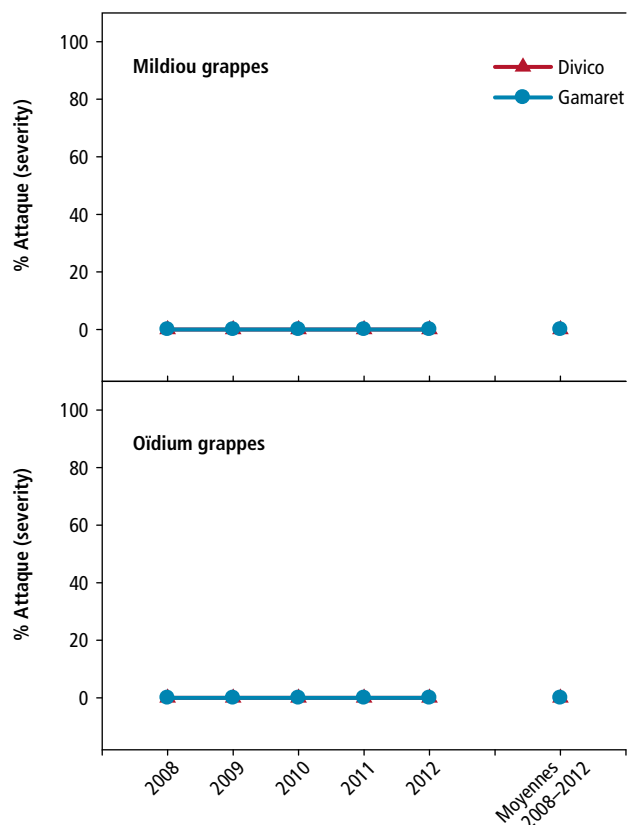 100
80
60
40
20
0
% Attaque (severity)
Mildiou grappes
Divico
Gamaret
100
80
60
40
20
0
% Attaque (severity)
Oïdium grappes
2008
2009
2010
2011
2012
Moyennes
2008–2012